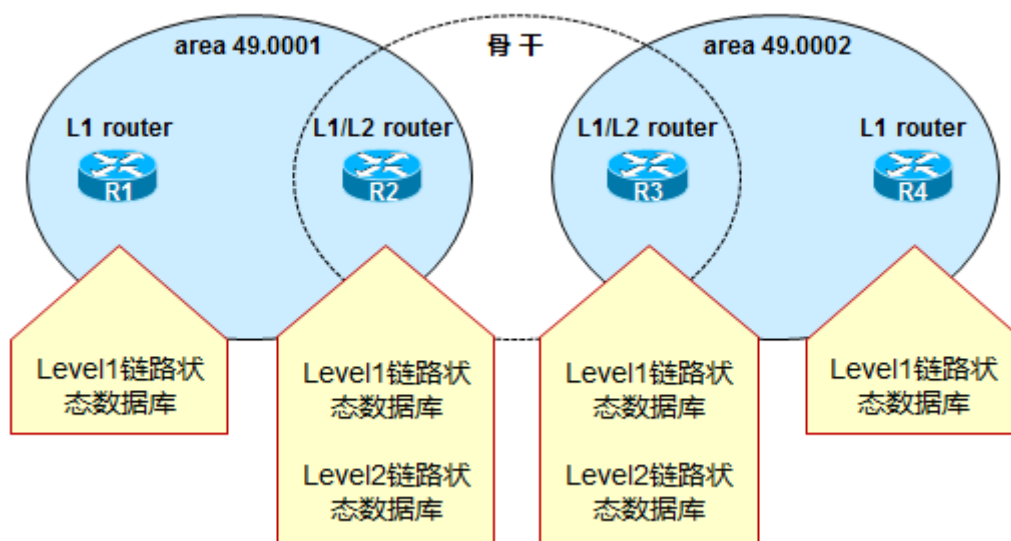 area 49.0001
骨 干
area 49.0002
L1 router
L1/L2 router
L1/L2 router
L1 router
R1
R2
R3
R4
Level1链路状
态数据库
Level1链路状
态数据库
Level2链路状
态数据库
Level1链路状
态数据库
Level2链路状
态数据库
Level1链路状
态数据库